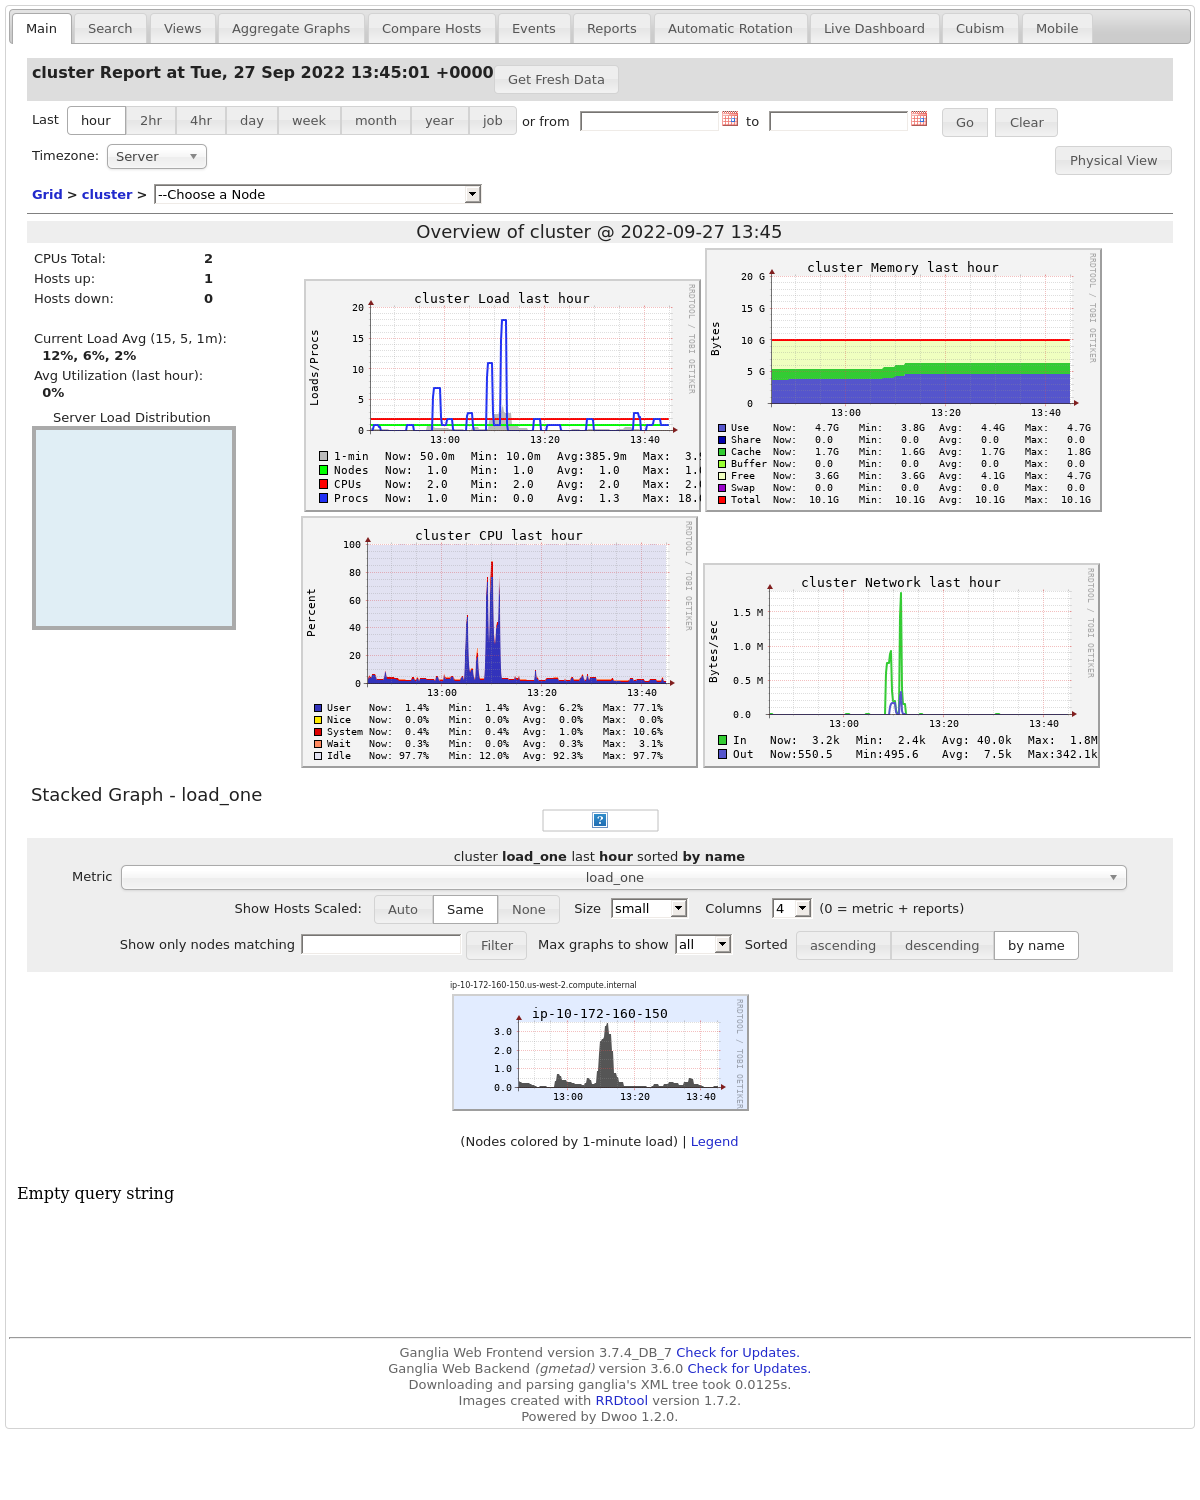 Main Search Views Aggregate Graphs Compare Hosts Events Reports Automatic Rotation Live Dashboard Cubism Mobile
cluster Report at Tue, 27 Sep 2022 13:45:01 +0000 Get Fresh Data
Last hour 2hr 4hr day week month year job or from to Go Clear
Timezone: Server
Physical View
Grid > cluster > --Choose a Node
Overview of cluster @ 2022-09-27 13:45
CPUs Total: 2
Hosts up: 1
Hosts down: 0
Current Load Avg (15, 5, 1m):
12%, 6%, 2%
Avg Utilization (last hour):
0%
Server Load Distribution
cluster Load last hour
RRDTOOL / TOBI OETIKER
Loads/Procs
20
15
10
5
0
13:00 13:20 13:40
1-min Now: 50.0m Min: 10.0m Avg:385.9m Max: 3.
Nodes Now: 1.0 Min: 1.0 Avg: 1.0 Max: 1.
CPUs Now: 2.0 Min: 2.0 Avg: 2.0 Max: 2.
Procs Now: 1.0 Min: 0.0 Avg: 1.3 Max: 18.
cluster Memory last hour
RRDTOOL / TOBI OETIKER
Bytes
20 G
15 G
10 G
5 G
0
13:00 13:20 13:40
Use Now: 4.7G Min: 3.8G Avg: 4.4G Max: 4.7G
Share Now: 0.0 Min: 0.0 Avg: 0.0 Max: 0.0
Cache Now: 1.7G Min: 1.6G Avg: 1.7G Max: 1.8G
Buffer Now: 0.0 Min: 0.0 Avg: 0.0 Max: 0.0
Free Now: 3.6G Min: 3.6G Avg: 4.1G Max: 4.7G
Swap Now: 0.0 Min: 0.0 Avg: 0.0 Max: 0.0
Total Now: 10.1G Min: 10.1G Avg: 10.1G Max: 10.1G
cluster CPU last hour
RRDTOOL / TOBI OETIKER
Percent
100
80
60
40
20
0
13:00 13:20 13:40
User Now: 1.4% Min: 1.4% Avg: 6.2% Max: 77.1%
Nice Now: 0.0% Min: 0.0% Avg: 0.0% Max: 0.0%
System Now: 0.4% Min: 0.4% Avg: 1.0% Max: 10.6%
Wait Now: 0.3% Min: 0.0% Avg: 0.3% Max: 3.1%
Idle Now: 97.7% Min: 12.0% Avg: 92.3% Max: 97.7%
cluster Network last hour
RRDTOOL / TOBI OETIKER
Bytes/sec
1.5 M
1.0 M
0.5 M
0.0
13:00 13:20 13:40
In Now: 3.2k Min: 2.4k Avg: 40.0k Max: 1.8M
Out Now:550.5 Min:495.6 Avg: 7.5k Max:342.1k
Stacked Graph - load_one
?
cluster load_one last hour sorted by name
Metric load_one
Show Hosts Scaled: Auto Same None Size small Columns 4 (0 = metric + reports)
Show only nodes matching Filter Max graphs to show all Sorted ascending descending by name
ip-10-172-160-150.us-west-2.compute.internal
ip-10-172-160-150
RRDTOOL / TOBI OETIKER
3.0
2.0
1.0
0.0
13:00 13:20 13:40
(Nodes colored by 1-minute load) | Legend
Empty query string
Ganglia Web Frontend version 3.7.4_DB_7 Check for Updates.
Ganglia Web Backend (gmetad) version 3.6.0 Check for Updates.
Downloading and parsing ganglia's XML tree took 0.0125s.
Images created with RRDtool version 1.7.2.
Powered by Dwoo 1.2.0.